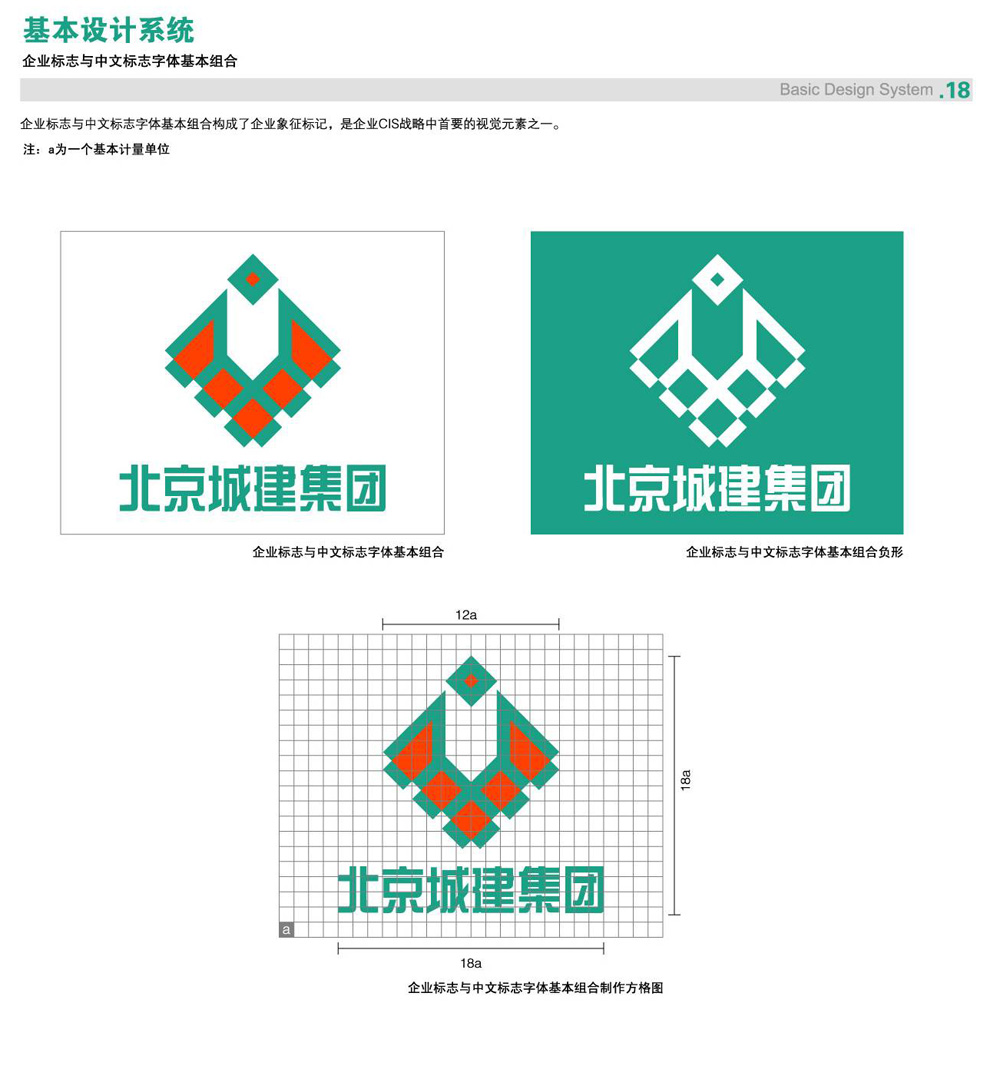 基本设计系统
企业标志与中文标志字体基本组合
Basic Design System .18
企业标志与中文标志字体基本组合构成了企业象征标记，是企业CIS战略中首要的视觉元素之一。
注：a为一个基本计量单位
北京城建集团
北京城建集团
企业标志与中文标志字体基本组合
企业标志与中文标志字体基本组合负形
12a
18a
北京城建集团
a
18a
企业标志与中文标志字体基本组合制作方格图